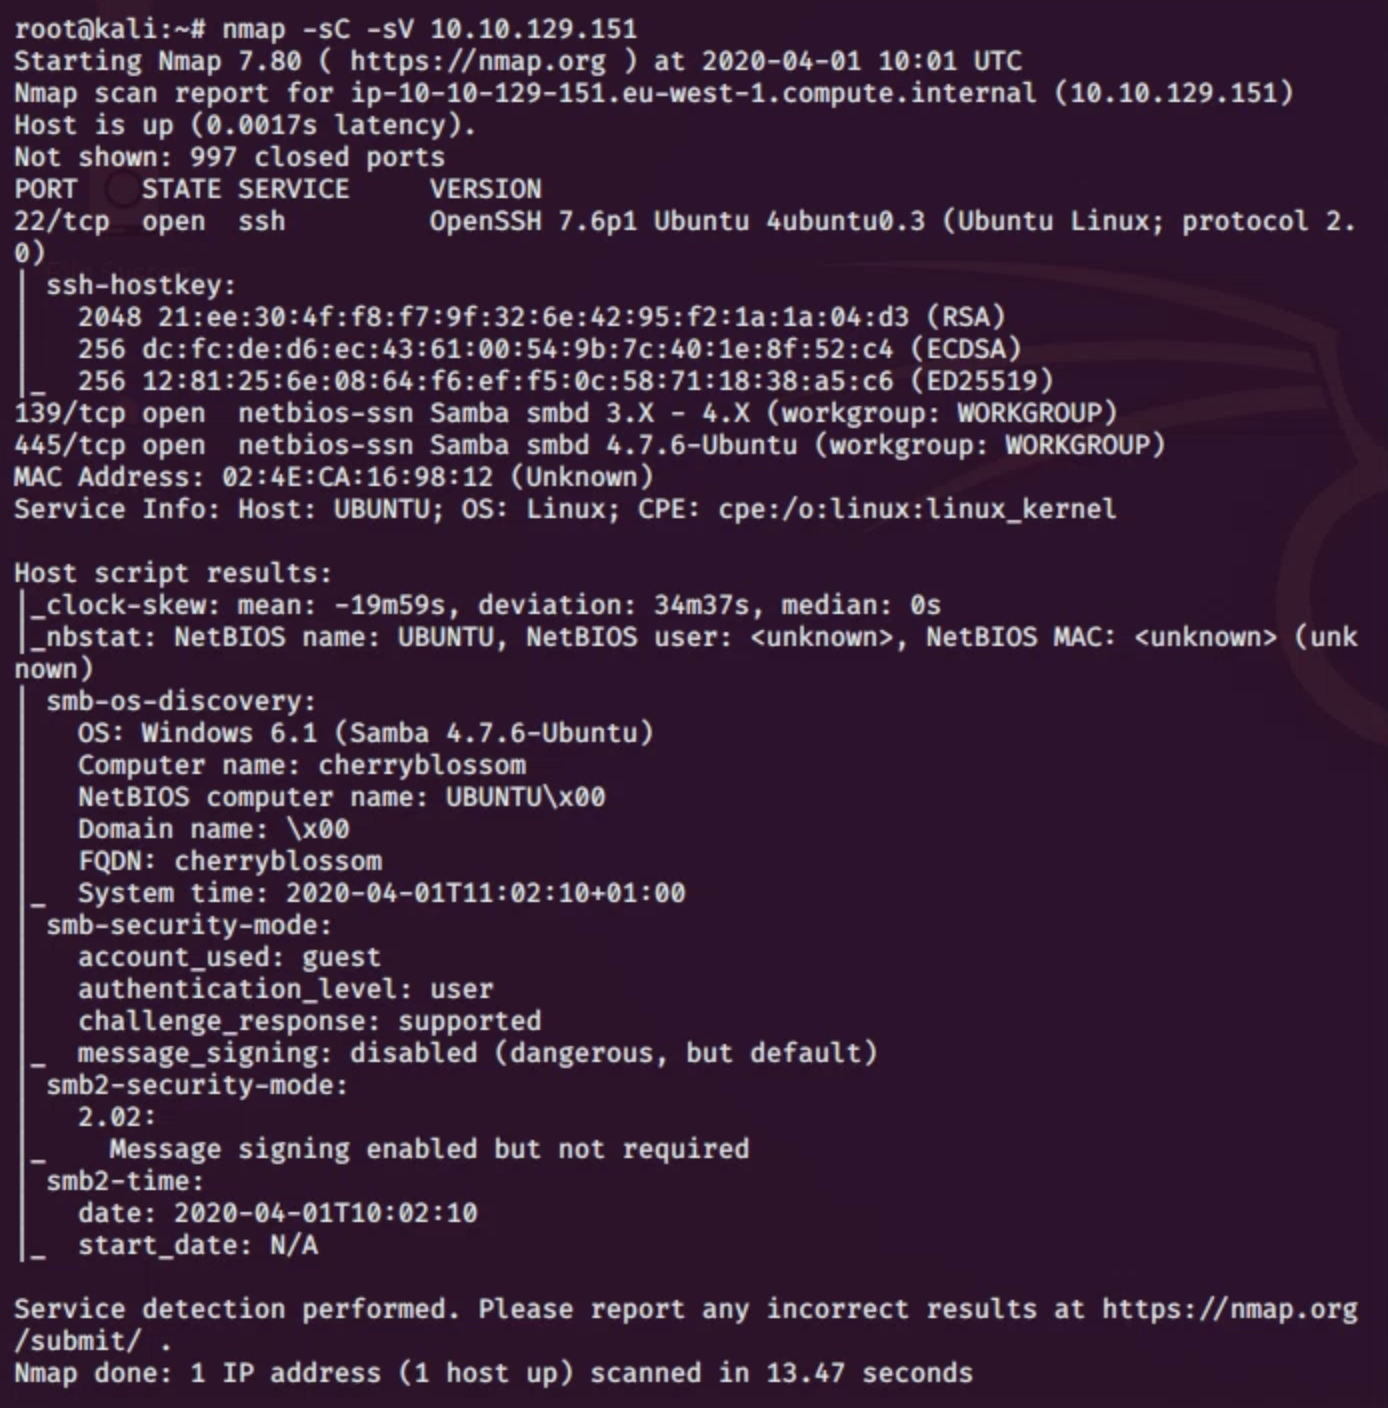 root@kali:~# nmap -sC -sV 10.10.129.151
Starting Nmap 7.80 ( https://nmap.org ) at 2020-04-01 10:01 UTC
Nmap scan report for ip-10-10-129-151.eu-west-1.compute.internal (10.10.129.151)
Host is up (0.0017s latency).
Not shown: 997 closed ports
PORT    STATE SERVICE     VERSION
22/tcp  open  ssh         OpenSSH 7.6p1 Ubuntu 4ubuntu0.3 (Ubuntu Linux; protocol 2.
0)
| ssh-hostkey:
|   2048 21:ee:30:4f:f8:f7:9f:32:6e:42:95:f2:1a:1a:04:d3 (RSA)
|   256 dc:fc:de:d6:ec:43:61:00:54:9b:7c:40:1e:8f:52:c4 (ECDSA)
|_  256 12:81:25:6e:08:64:f6:ef:f5:0c:58:71:18:38:a5:c6 (ED25519)
139/tcp open  netbios-ssn Samba smbd 3.X - 4.X (workgroup: WORKGROUP)
445/tcp open  netbios-ssn Samba smbd 4.7.6-Ubuntu (workgroup: WORKGROUP)
MAC Address: 02:4E:CA:16:98:12 (Unknown)
Service Info: Host: UBUNTU; OS: Linux; CPE: cpe:/o:linux:linux_kernel

Host script results:
|_clock-skew: mean: -19m59s, deviation: 34m37s, median: 0s
|_nbstat: NetBIOS name: UBUNTU, NetBIOS user: <unknown>, NetBIOS MAC: <unknown> (unk
nown)
| smb-os-discovery:
|   OS: Windows 6.1 (Samba 4.7.6-Ubuntu)
|   Computer name: cherryblossom
|   NetBIOS computer name: UBUNTU\x00
|   Domain name: \x00
|   FQDN: cherryblossom
|_  System time: 2020-04-01T11:02:10+01:00
| smb-security-mode:
|   account_used: guest
|   authentication_level: user
|   challenge_response: supported
|_  message_signing: disabled (dangerous, but default)
| smb2-security-mode:
|   2.02:
|_    Message signing enabled but not required
| smb2-time:
|   date: 2020-04-01T10:02:10
|_  start_date: N/A

Service detection performed. Please report any incorrect results at https://nmap.org
/submit/ .
Nmap done: 1 IP address (1 host up) scanned in 13.47 seconds